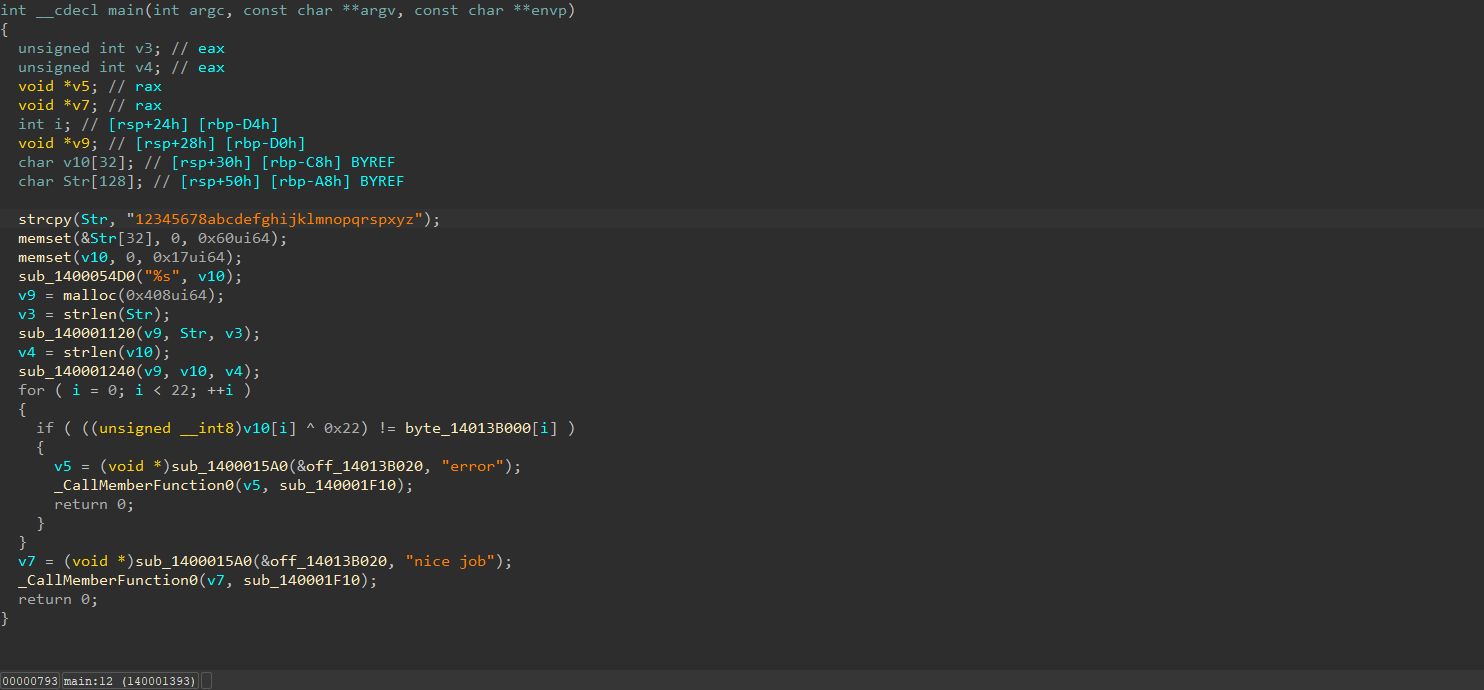 int __cdecl main(int argc, const char **argv, const char **envp)
{
  unsigned int v3; // eax
  unsigned int v4; // eax
  void *v5; // rax
  void *v7; // rax
  int i; // [rsp+24h] [rbp-D4h]
  void *v9; // [rsp+28h] [rbp-D0h]
  char v10[32]; // [rsp+30h] [rbp-C8h] BYREF
  char Str[128]; // [rsp+50h] [rbp-A8h] BYREF

  strcpy(Str, "12345678abcdefghijklmnopqrspxyz");
  memset(&Str[32], 0, 0x60ui64);
  memset(v10, 0, 0x17ui64);
  sub_1400054D0("%s", v10);
  v9 = malloc(0x408ui64);
  v3 = strlen(Str);
  sub_140001120(v9, Str, v3);
  v4 = strlen(v10);
  sub_140001240(v9, v10, v4);
  for ( i = 0; i < 22; ++i )
  {
    if ( ((unsigned __int8)v10[i] ^ 0x22) != byte_14013B000[i] )
    {
      v5 = (void *)sub_1400015A0(&off_14013B020, "error");
      _CallMemberFunction0(v5, sub_140001F10);
      return 0;
    }
  }
  v7 = (void *)sub_1400015A0(&off_14013B020, "nice job");
  _CallMemberFunction0(v7, sub_140001F10);
  return 0;
}
00000793 main:12 (140001393)